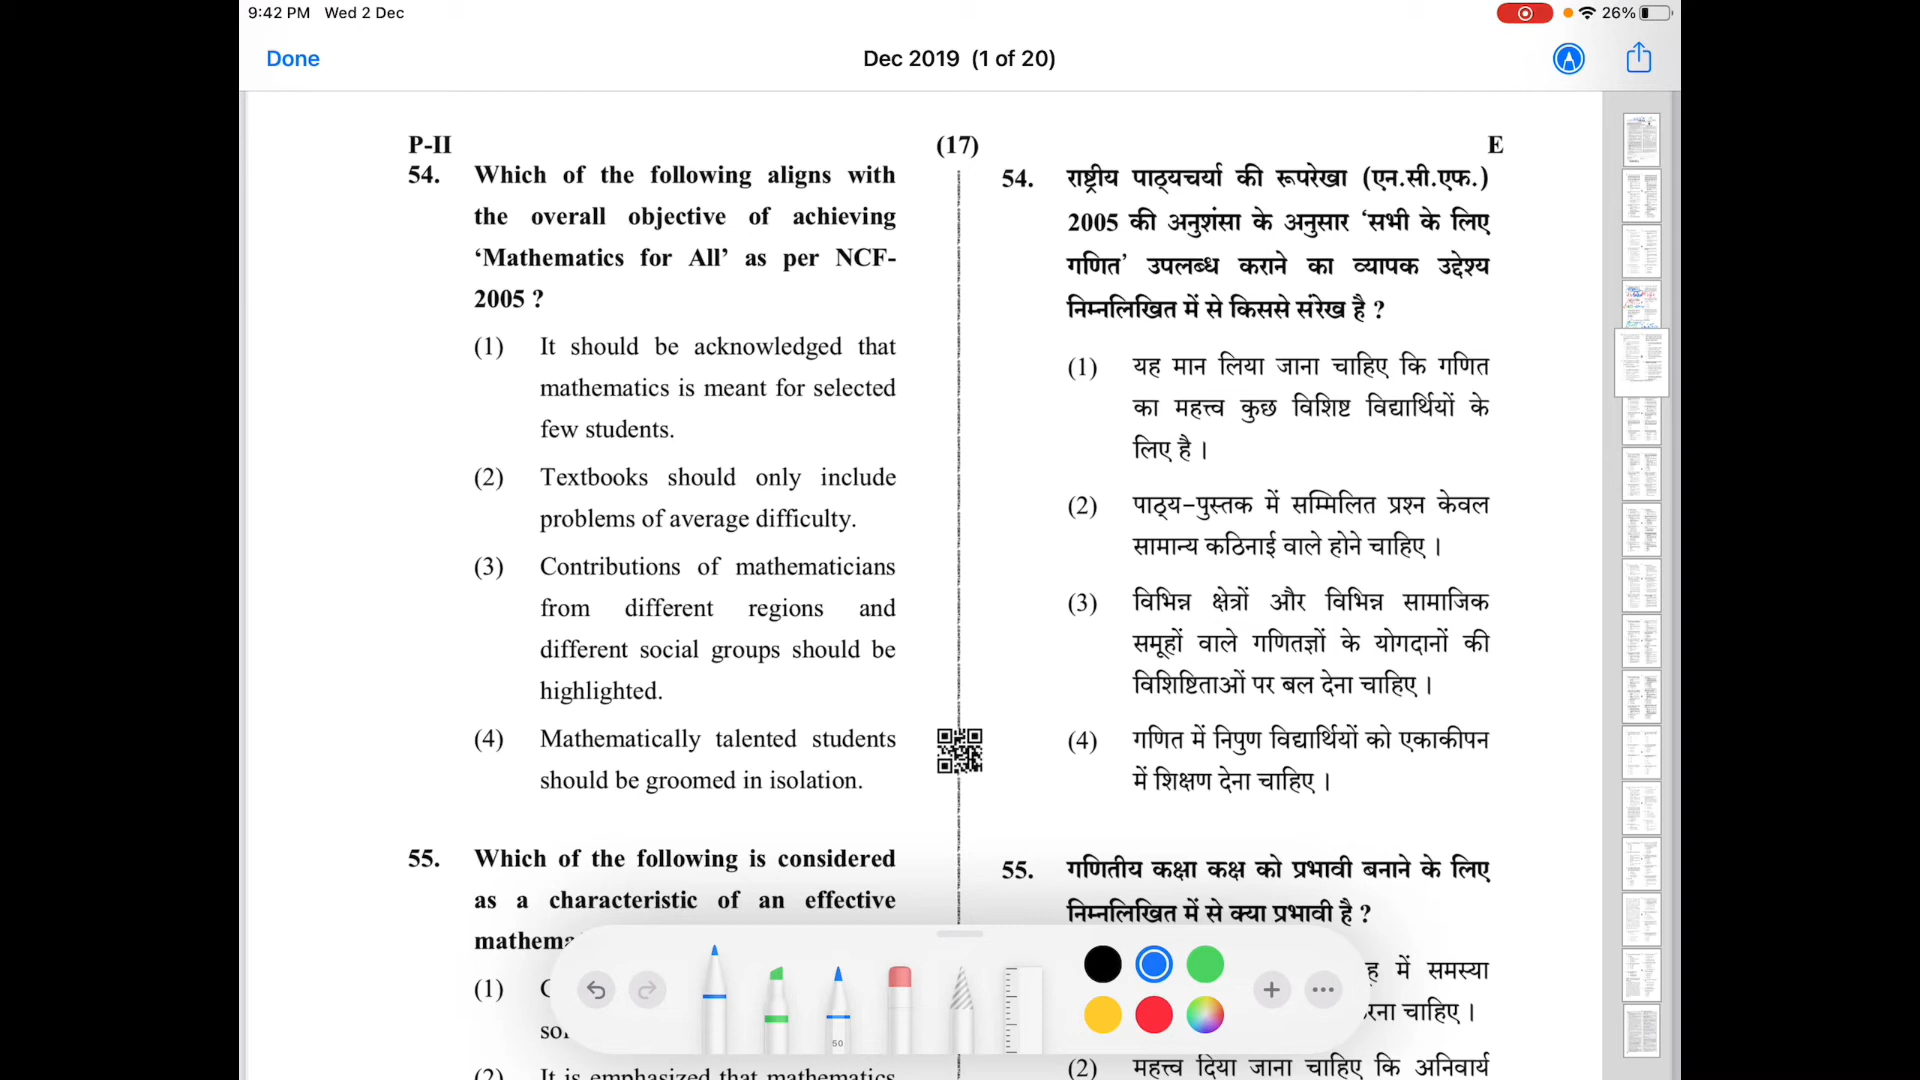 9:42 PM Wed 2 Dec
26%
Done
Dec 2019 (1 of 20)
P-II
(17)
E
54. Which of the following aligns with
the overall objective of achieving
‘Mathematics for All’ as per NCF-
2005 ?
(1) It should be acknowledged that
mathematics is meant for selected
few students.
(2) Textbooks should only include
problems of average difficulty.
(3) Contributions of mathematicians
from different regions and
different social groups should be
highlighted.
(4) Mathematically talented students
should be groomed in isolation.
55. Which of the following is considered
as a characteristic of an effective
(1)
(2) It is emphasized that mathematics
54. राष्ट्रीय पाठ्यचर्या की रूपरेखा (एन.सी.एफ.)
2005 की अनुशंसा के अनुसार ‘सभी के लिए
गणित’ उपलब्ध कराने का व्यापक उद्देश्य
निम्नलिखित में से किससे संरेख है ?
(1) यह मान लिया जाना चाहिए कि गणित
का महत्त्व कुछ विशिष्ट विद्यार्थियों के
लिए है ।
(2) पाठ्य-पुस्तक में सम्मिलित प्रश्न केवल
सामान्य कठिनाई वाले होने चाहिए ।
(3) विभिन्न क्षेत्रों और विभिन्न सामाजिक
समूहों वाले गणितज्ञों के योगदानों की
विशिष्टिताओं पर बल देना चाहिए ।
(4) गणित में निपुण विद्यार्थियों को एकाकीपन
में शिक्षण देना चाहिए ।
55. गणितीय कक्षा कक्ष को प्रभावी बनाने के लिए
निम्नलिखित में से क्या प्रभावी है ?
में समस्या
चाहिए ।
(2) महत्त्व दिया जाना चाहिए कि अनिवार्य
50